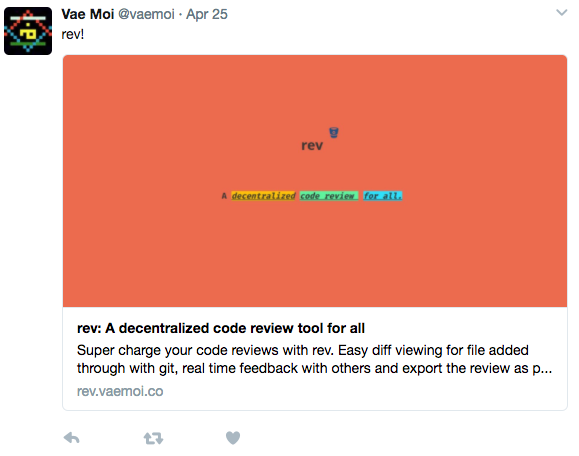 Vae Moi @vaemoi · Apr 25
rev!
rev
A decentralized code review for all.
rev: A decentralized code review tool for all
Super charge your code reviews with rev. Easy diff viewing for file added
through with git, real time feedback with others and export the review as p...
rev.vaemoi.co